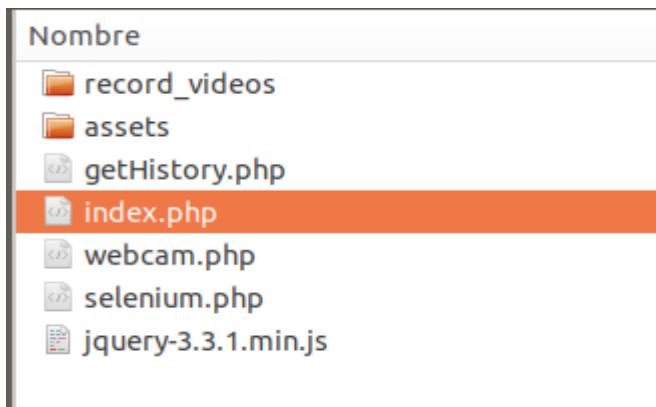 Nombre
record_videos
assets
getHistory.php
index.php
webcam.php
selenium.php
jquery-3.3.1.min.js